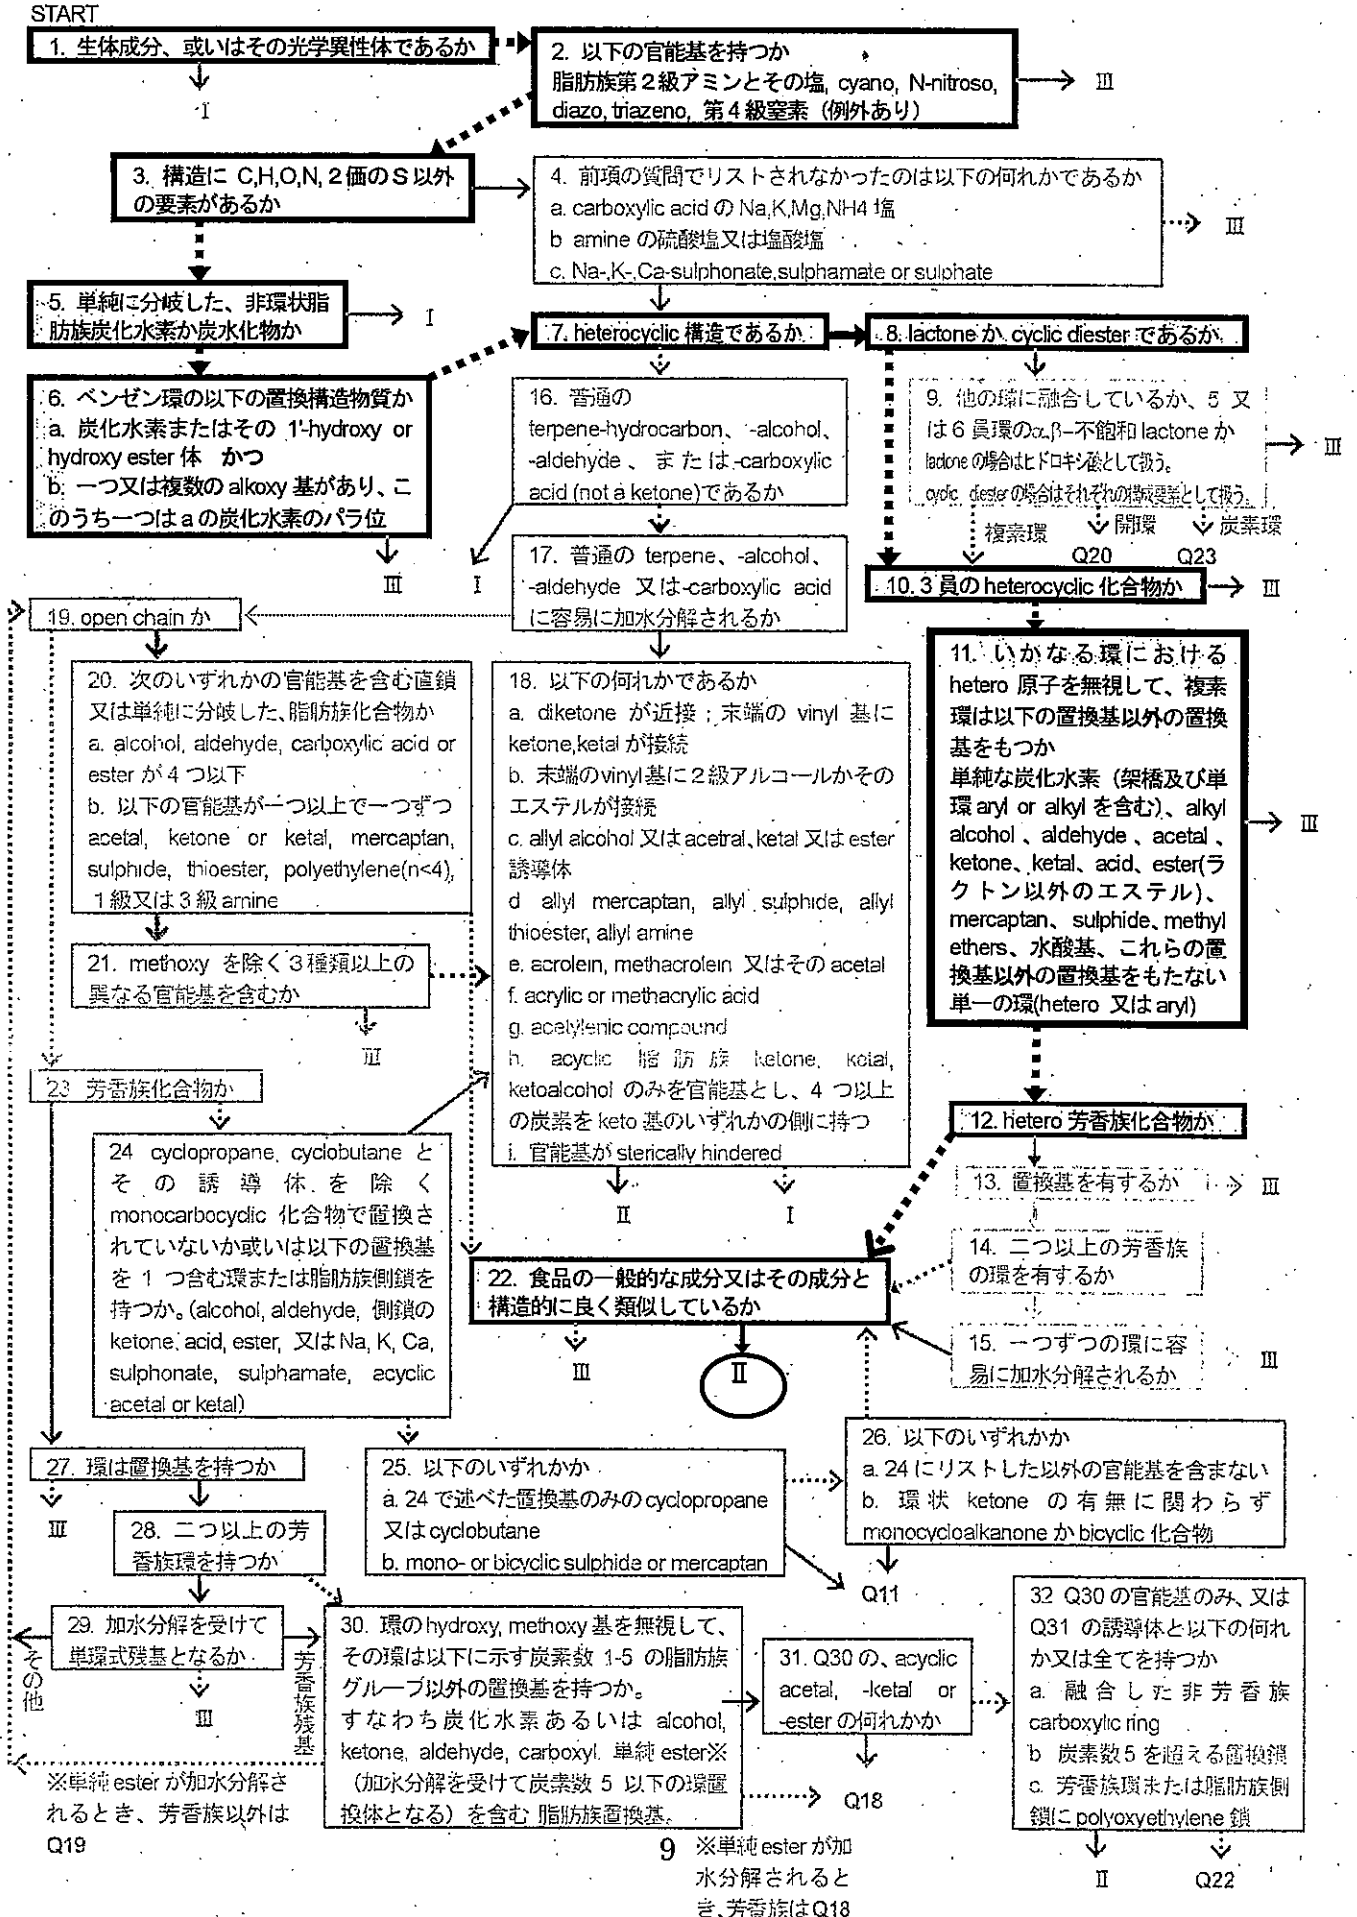 START
1. 生体成分、或いはその光学異性体であるか
I
2. 以下の官能基を持つか
脂肪族第2級アミンとその塩, cyano, N-nitroso,
diazo, triazeno, 第4級窒素（例外あり）
III
3. 構造に C,H,O,N, 2価のS以外
の要素があるか
4. 前項の質問でリストされなかったのは以下の何れかであるか
a. carboxylic acid の Na,K,Mg,NH4 塩
b amine の硫酸塩又は塩酸塩
c. Na-,K-,Ca-sulphonate,sulphamate or sulphate
III
5. 単純に分岐した、非環状脂
肪族炭化水素か炭水化物か
I
6. ベンゼン環の以下の置換構造物質か
a. 炭化水素またはその 1'-hydroxy or
hydroxy ester 体 かつ
b. 一つ又は複数の alkoxy 基があり、こ
のうち一つは a の炭化水素のパラ位
III
7. heterocyclic 構造であるか
8. lactone か cyclic diester であるか
9. 他の環に融合しているか、5 又
は 6 員環のα,β–不飽和 lactone か
lactone の場合はヒドロキシ酸として扱う。
cyclic diester の場合はそれぞれの構成要素として扱う。
III
複素環
開環
炭素環
Q20
Q23
10. 3 員の heterocyclic 化合物か
III
11. いかなる環における
hetero 原子を無視して、複素
環は以下の置換基以外の置換
基をもつか
単純な炭化水素（架橋及び単
環 aryl or alkyl を含む）、alkyl
alcohol 、aldehyde 、acetal 、
ketone、ketal、acid、ester(ラ
クトン以外のエステル)、
mercaptan、sulphide、methyl
ethers、水酸基、これらの置
換基以外の置換基をもたない
単一の環(hetero 又は aryl)
III
12. hetero 芳香族化合物か
13. 置換基を有するか
III
14. 二つ以上の芳香族
の環を有するか
15. 一つずつの環に容
易に加水分解されるか
III
16. 普通の
terpene-hydrocarbon、-alcohol、
-aldehyde 、または-carboxylic
acid (not a ketone)であるか
I
17. 普通の terpene、-alcohol、
-aldehyde 又は-carboxylic acid
に容易に加水分解されるか
18. 以下の何れかであるか
a. diketone が近接；末端の vinyl 基に
ketone,ketal が接続
b. 末端のvinyl 基に2級アルコールかその
エステルが接続
c. allyl alcohol 又は acetral, ketal 又は ester
誘導体
d allyl mercaptan, allyl sulphide, allyl
thioester, allyl amine
e. acrolein, methacrolein 又はその acetal
f. acrylic or methacrylic acid
g. acetylenic compound
h. acyclic 脂肪族 ketone, ketal,
ketoalcohol のみを官能基とし、4 つ以上
の炭素を keto 基のいずれかの側に持つ
i. 官能基が sterically hindered
II
I
19. open chain か
20. 次のいずれかの官能基を含む直鎖
又は単純に分岐した、脂肪族化合物か
a. alcohol, aldehyde, carboxylic acid or
ester が 4 つ以下
b. 以下の官能基が一つ以上で一つずつ
acetal, ketone or ketal, mercaptan,
sulphide, thioester, polyethylene(n<4),
1 級又は 3 級 amine
21. methoxy を除く 3 種類以上の
異なる官能基を含むか
III
22. 食品の一般的な成分又はその成分と
構造的に良く類似しているか
III
II
23 芳香族化合物か
24 cyclopropane, cyclobutane と
その誘導体を除く
monocarbocyclic 化合物で置換さ
れていないか或いは以下の置換基
を 1 つ含む環または脂肪族側鎖を
持つか。(alcohol, aldehyde, 側鎖の
ketone, acid, ester, 又は Na, K, Ca,
sulphonate, sulphamate, acyclic
acetal or ketal)
25. 以下のいずれかか
a. 24 で述べた置換基のみの cyclopropane
又は cyclobutane
b. mono- or bicyclic sulphide or mercaptan
26. 以下のいずれかか
a. 24 にリストした以外の官能基を含まない
b. 環状 ketone の有無に関わらず
monocycloalkanone か bicyclic 化合物
Q11
27. 環は置換基を持つか
III
28. 二つ以上の芳
香族環を持つか
29. 加水分解を受けて
単環式残基となるか
その他
芳香族残基
III
※単純 ester が加水分解さ
れるとき、芳香族以外は
Q19
30. 環の hydroxy, methoxy 基を無視して、
その環は以下に示す炭素数 1-5 の脂肪族
グループ以外の置換基を持つか。
すなわち炭化水素あるいは alcohol,
ketone, aldehyde, carboxyl, 単純 ester※
（加水分解を受けて炭素数 5 以下の環置
換体となる）を含む 脂肪族置換基。
31. Q30 の、acyclic
acetal, -ketal or
-ester の何れかか
Q18
32 Q30 の官能基のみ、又は
Q31 の誘導体と以下の何れ
か又は全てを持つか
a. 融合した非芳香族
carboxylic ring
b 炭素数 5 を超える置換鎖
c. 芳香族環または脂肪族側
鎖に polyoxyethylene 鎖
II
Q22
9
※単純 ester が加
水分解されると
き、芳香族は Q18